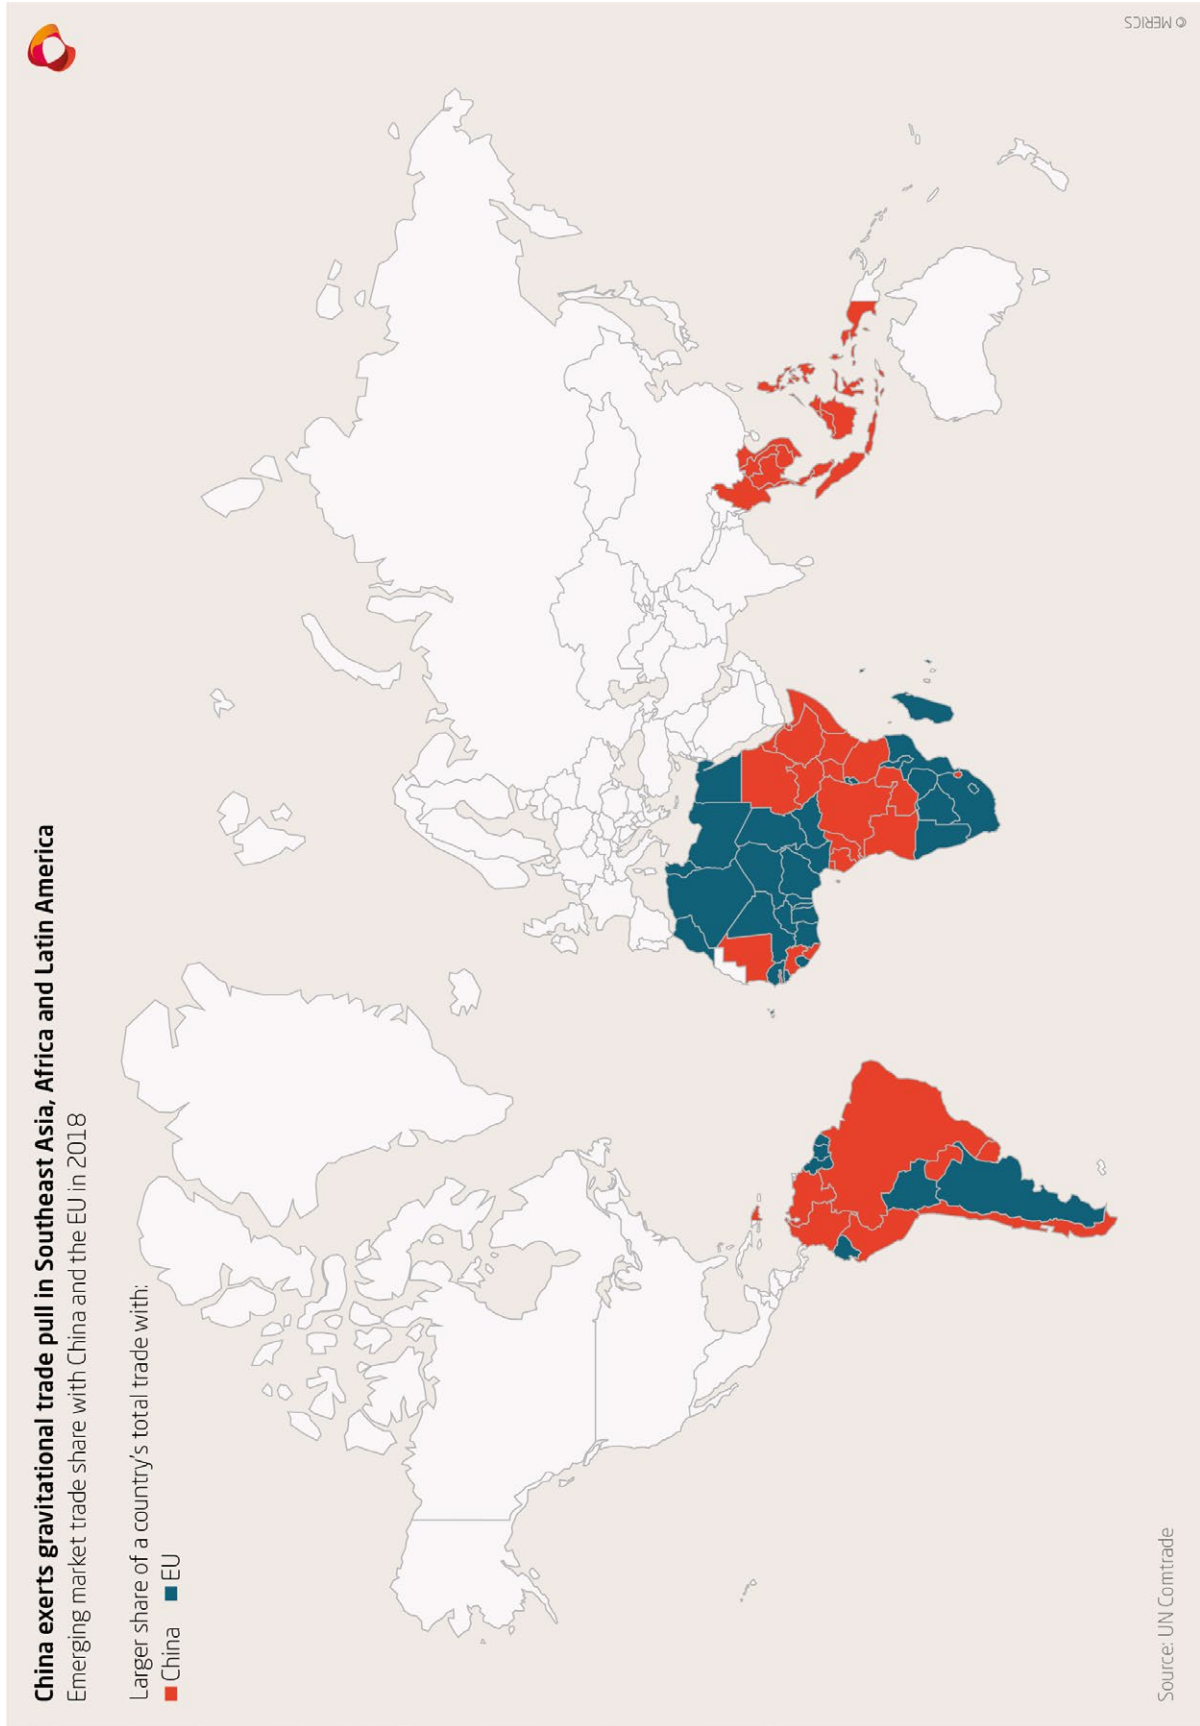 China exerts gravitational trade pull in Southeast Asia, Africa and Latin America
Emerging market trade share with China and the EU in 2018
Larger share of a country's total trade with:
China EU
Source: UN Comtrade
© MERICS